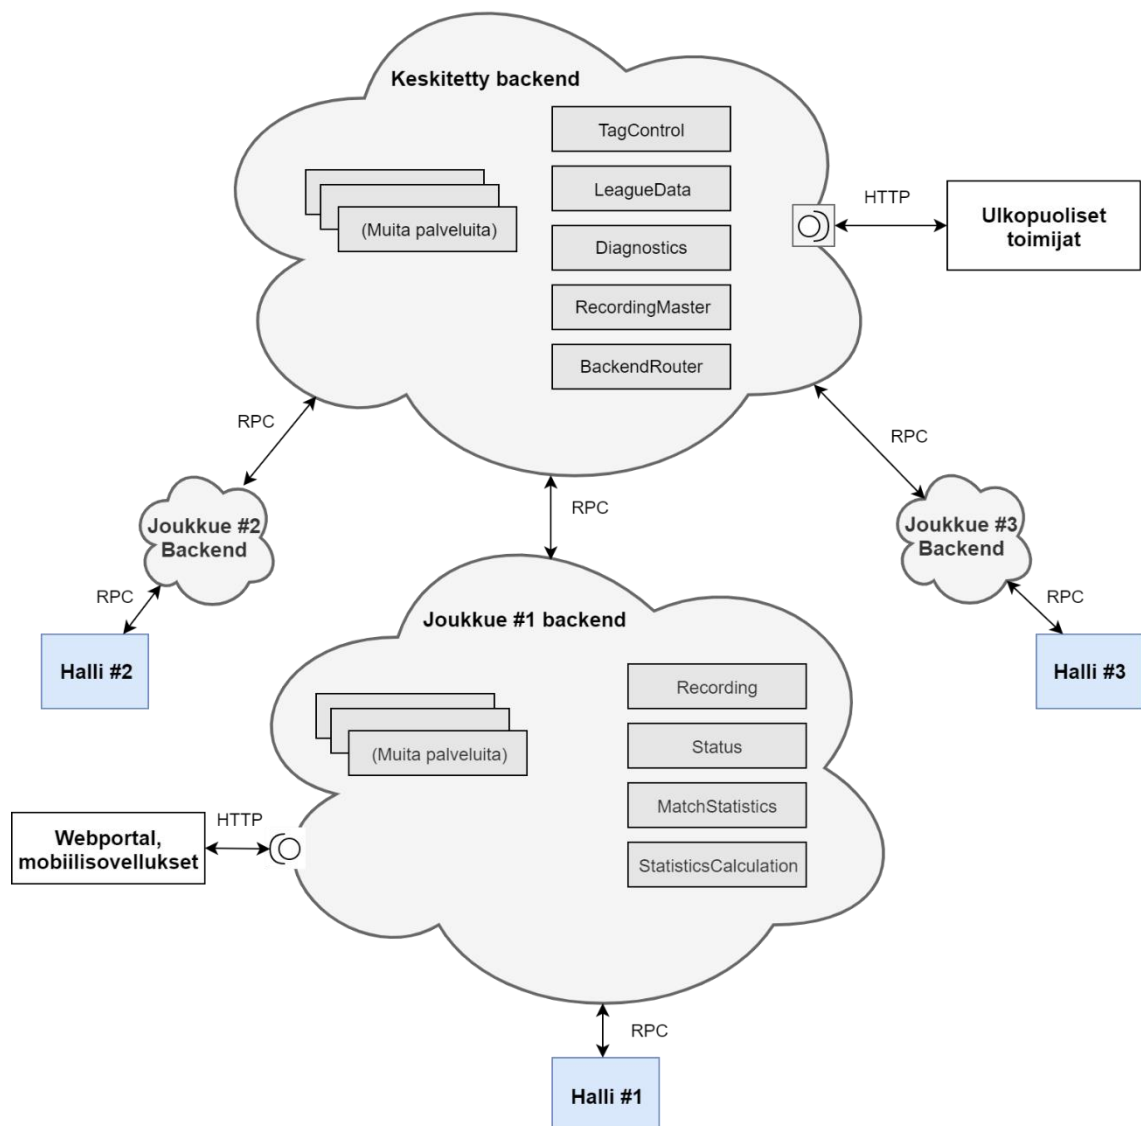 Keskitetty backend
TagControl
LeagueData
(Muita palveluita)
Diagnostics
RecordingMaster
BackendRouter
HTTP
Ulkopuoliset
toimijat
RPC
RPC
RPC
Joukkue #2
Backend
Joukkue #3
Backend
RPC
RPC
Halli #2
Halli #3
Joukkue #1 backend
Recording
Status
(Muita palveluita)
MatchStatistics
StatisticsCalculation
HTTP
Webportal,
mobiilisovellukset
RPC
Halli #1